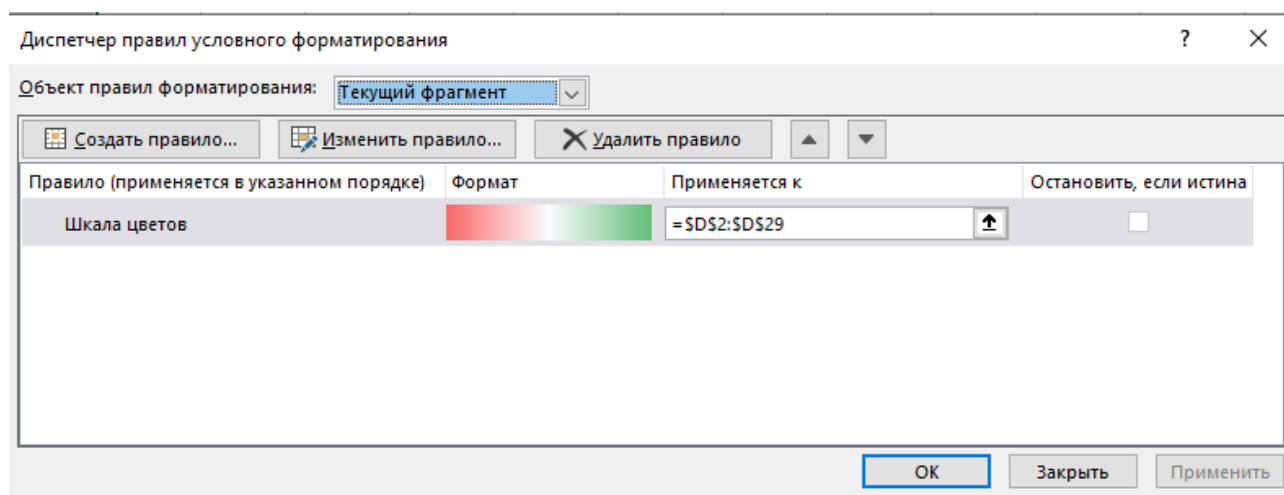 Диспетчер правил условного форматирования ? ×
Объект правил форматирования: Текущий фрагмент
Создать правило... Изменить правило... Удалить правило
Правило (применяется в указанном порядке) Формат Применяется к Остановить, если истина
Шкала цветов =$D$2:$D$29
ОК Закрыть Применить